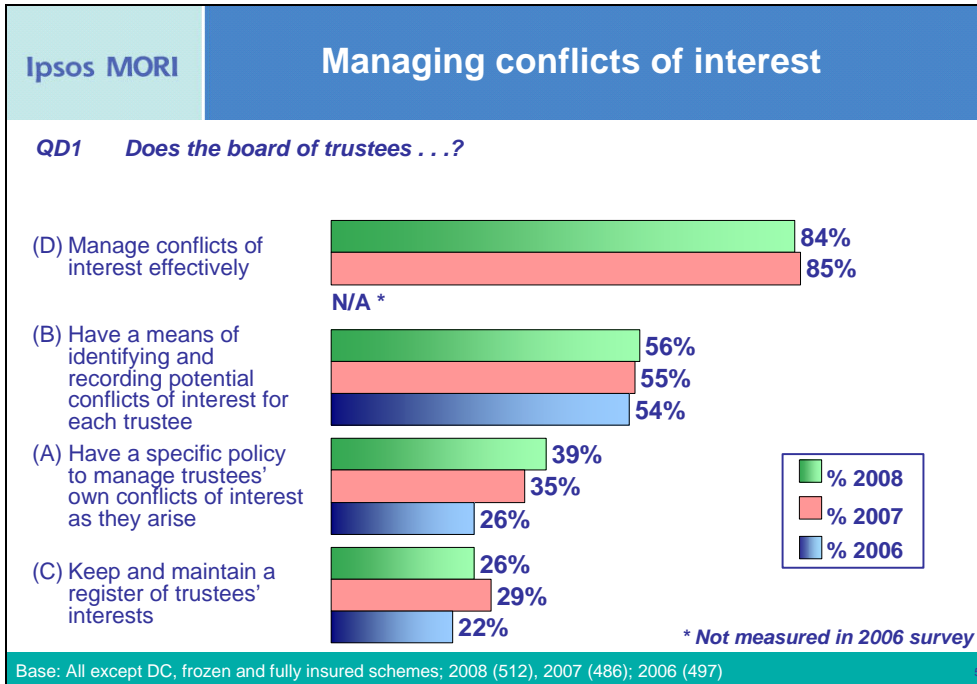 Ipsos MORI
Managing conflicts of interest
QD1 Does the board of trustees . . .?
(D) Manage conflicts of
interest effectively
84%
85%
N/A *
(B) Have a means of
identifying and
recording potential
conflicts of interest for
each trustee
56%
55%
54%
(A) Have a specific policy
to manage trustees'
own conflicts of interest
as they arise
39%
35%
26%
(C) Keep and maintain a
register of trustees'
interests
26%
29%
22%
% 2008
% 2007
% 2006
* Not measured in 2006 survey
Base: All except DC, frozen and fully insured schemes; 2008 (512), 2007 (486); 2006 (497)